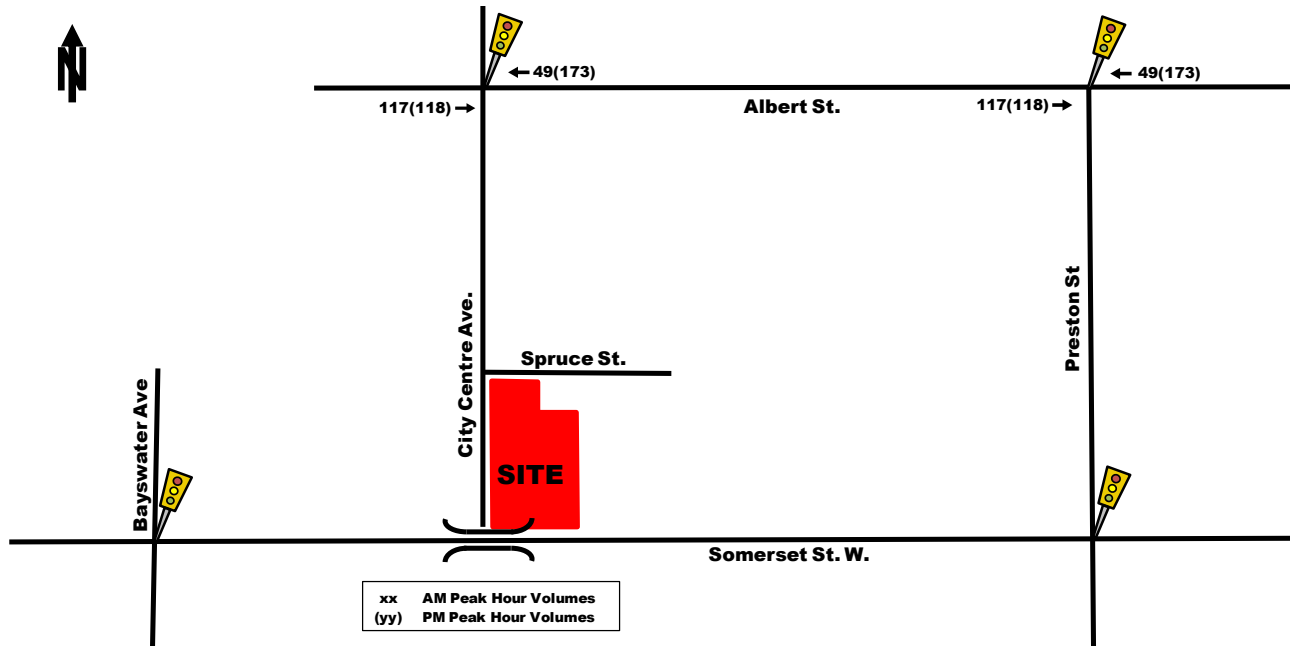 N
49(173)
49(173)
117(118)
Albert St.
117(118)
City Centre Ave.
Preston St
Spruce St.
Bayswater Ave
SITE
Somerset St. W.
xx AM Peak Hour Volumes
(yy) PM Peak Hour Volumes